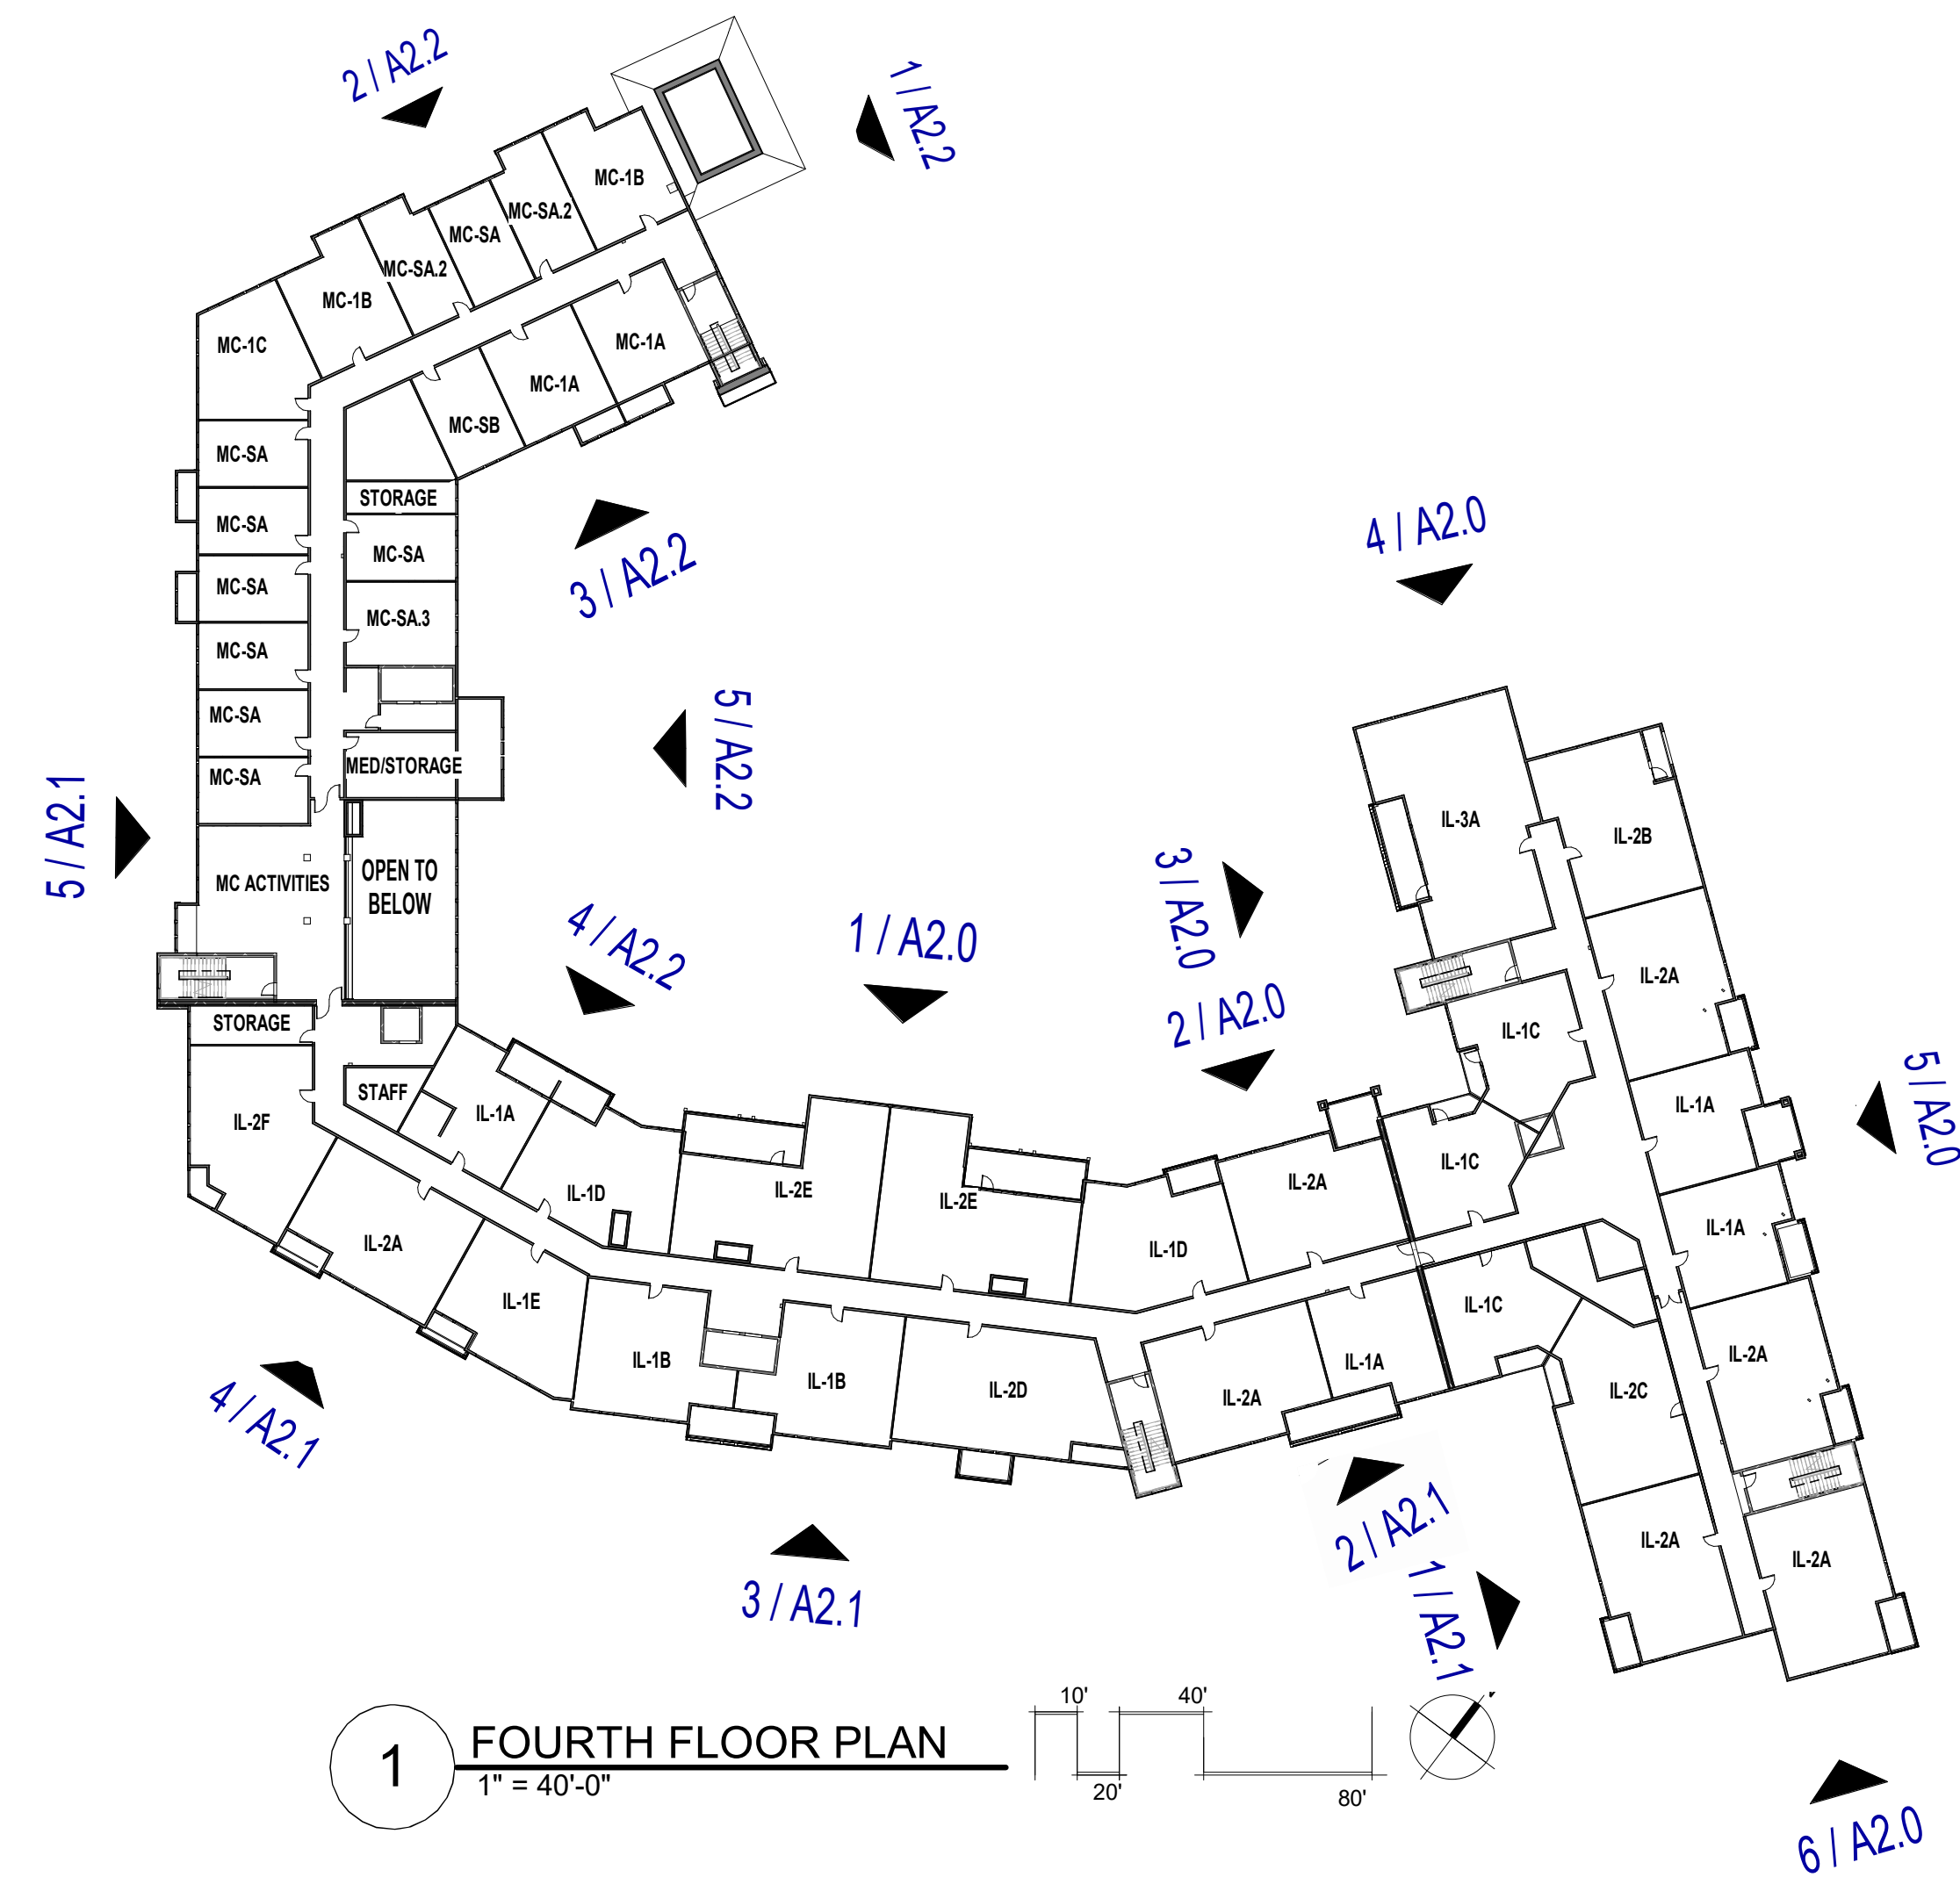 2 / A2.2
1 / A2.2
MC-1B
MC-SA.2
MC-SA
MC-SA.2
MC-1B
MC-1C
MC-1A
MC-1A
MC-SB
MC-SA
STORAGE
MC-SA
MC-SA
MC-SA
MC-SA.3
MC-SA
MC-SA
MC-SA
MED/STORAGE
3 / A2.2
5 / A2.2
5 / A2.1
MC ACTIVITIES
OPEN TO
BELOW
4 / A2.2
1 / A2.0
4 / A2.0
3 / A2.0
2 / A2.0
5 / A2.0
STORAGE
STAFF
IL-2F
IL-1A
IL-2A
IL-1D
IL-1E
IL-2E
IL-2E
IL-1B
IL-1B
IL-2D
IL-1D
IL-2A
IL-2A
IL-1A
IL-3A
IL-2B
IL-2A
IL-1C
IL-1A
IL-1C
IL-1A
IL-1C
IL-2A
IL-2C
IL-2A
IL-2A
4 / A2.1
3 / A2.1
2 / A2.1
1 / A2.1
6 / A2.0
1
FOURTH FLOOR PLAN
1" = 40'-0"
10'
40'
20'
80'